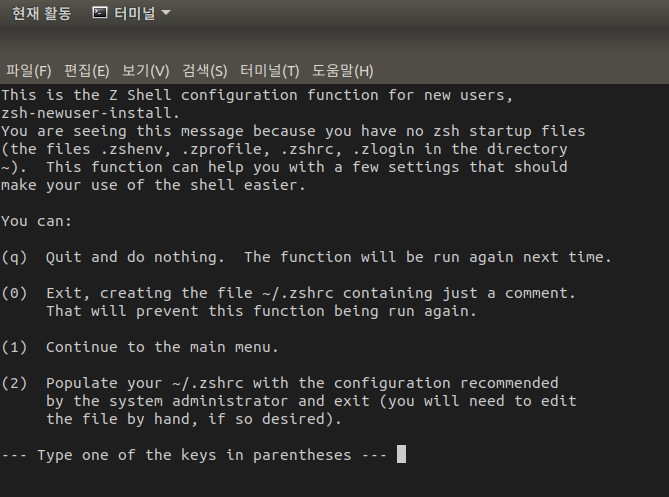 현재 활동 터미널
파일(F) 편집(E) 보기(V) 검색(S) 터미널(T) 도움말(H)
This is the Z Shell configuration function for new users,
zsh-newuser-install.
You are seeing this message because you have no zsh startup files
(the files .zshenv, .zprofile, .zshrc, .zlogin in the directory
~).  This function can help you with a few settings that should
make your use of the shell easier.
You can:
(q)  Quit and do nothing.  The function will be run again next time.
(0)  Exit, creating the file ~/.zshrc containing just a comment.
That will prevent this function being run again.
(1)  Continue to the main menu.
(2)  Populate your ~/.zshrc with the configuration recommended
by the system administrator and exit (you will need to edit
the file by hand, if so desired).
--- Type one of the keys in parentheses ---